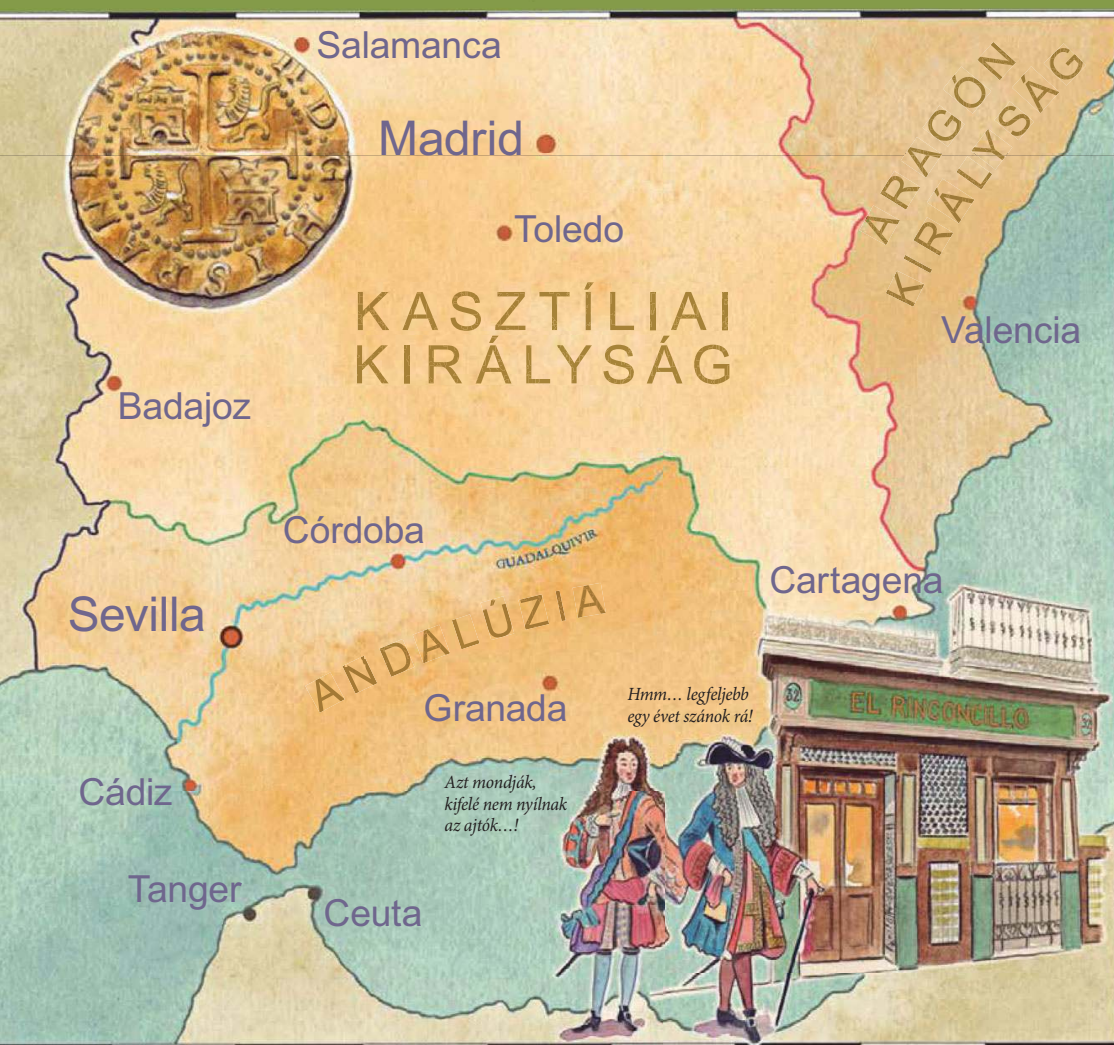 Salamanca
Madrid
Toledo
ARAGÓN
KIRÁLYSÁG
KASZTÍLIAI
KIRÁLYSÁG
Valencia
Badajoz
Córdoba
GUADALQUIVIR
Cartagena
Sevilla
ANDALÚZIA
Granada
Hmm… legfeljebb
egy évet szánok rá!
32
EL RINCONCILLO
32
Azt mondják,
kifelé nem nyílnak
az ajtók…!
Cádiz
Tanger
Ceuta